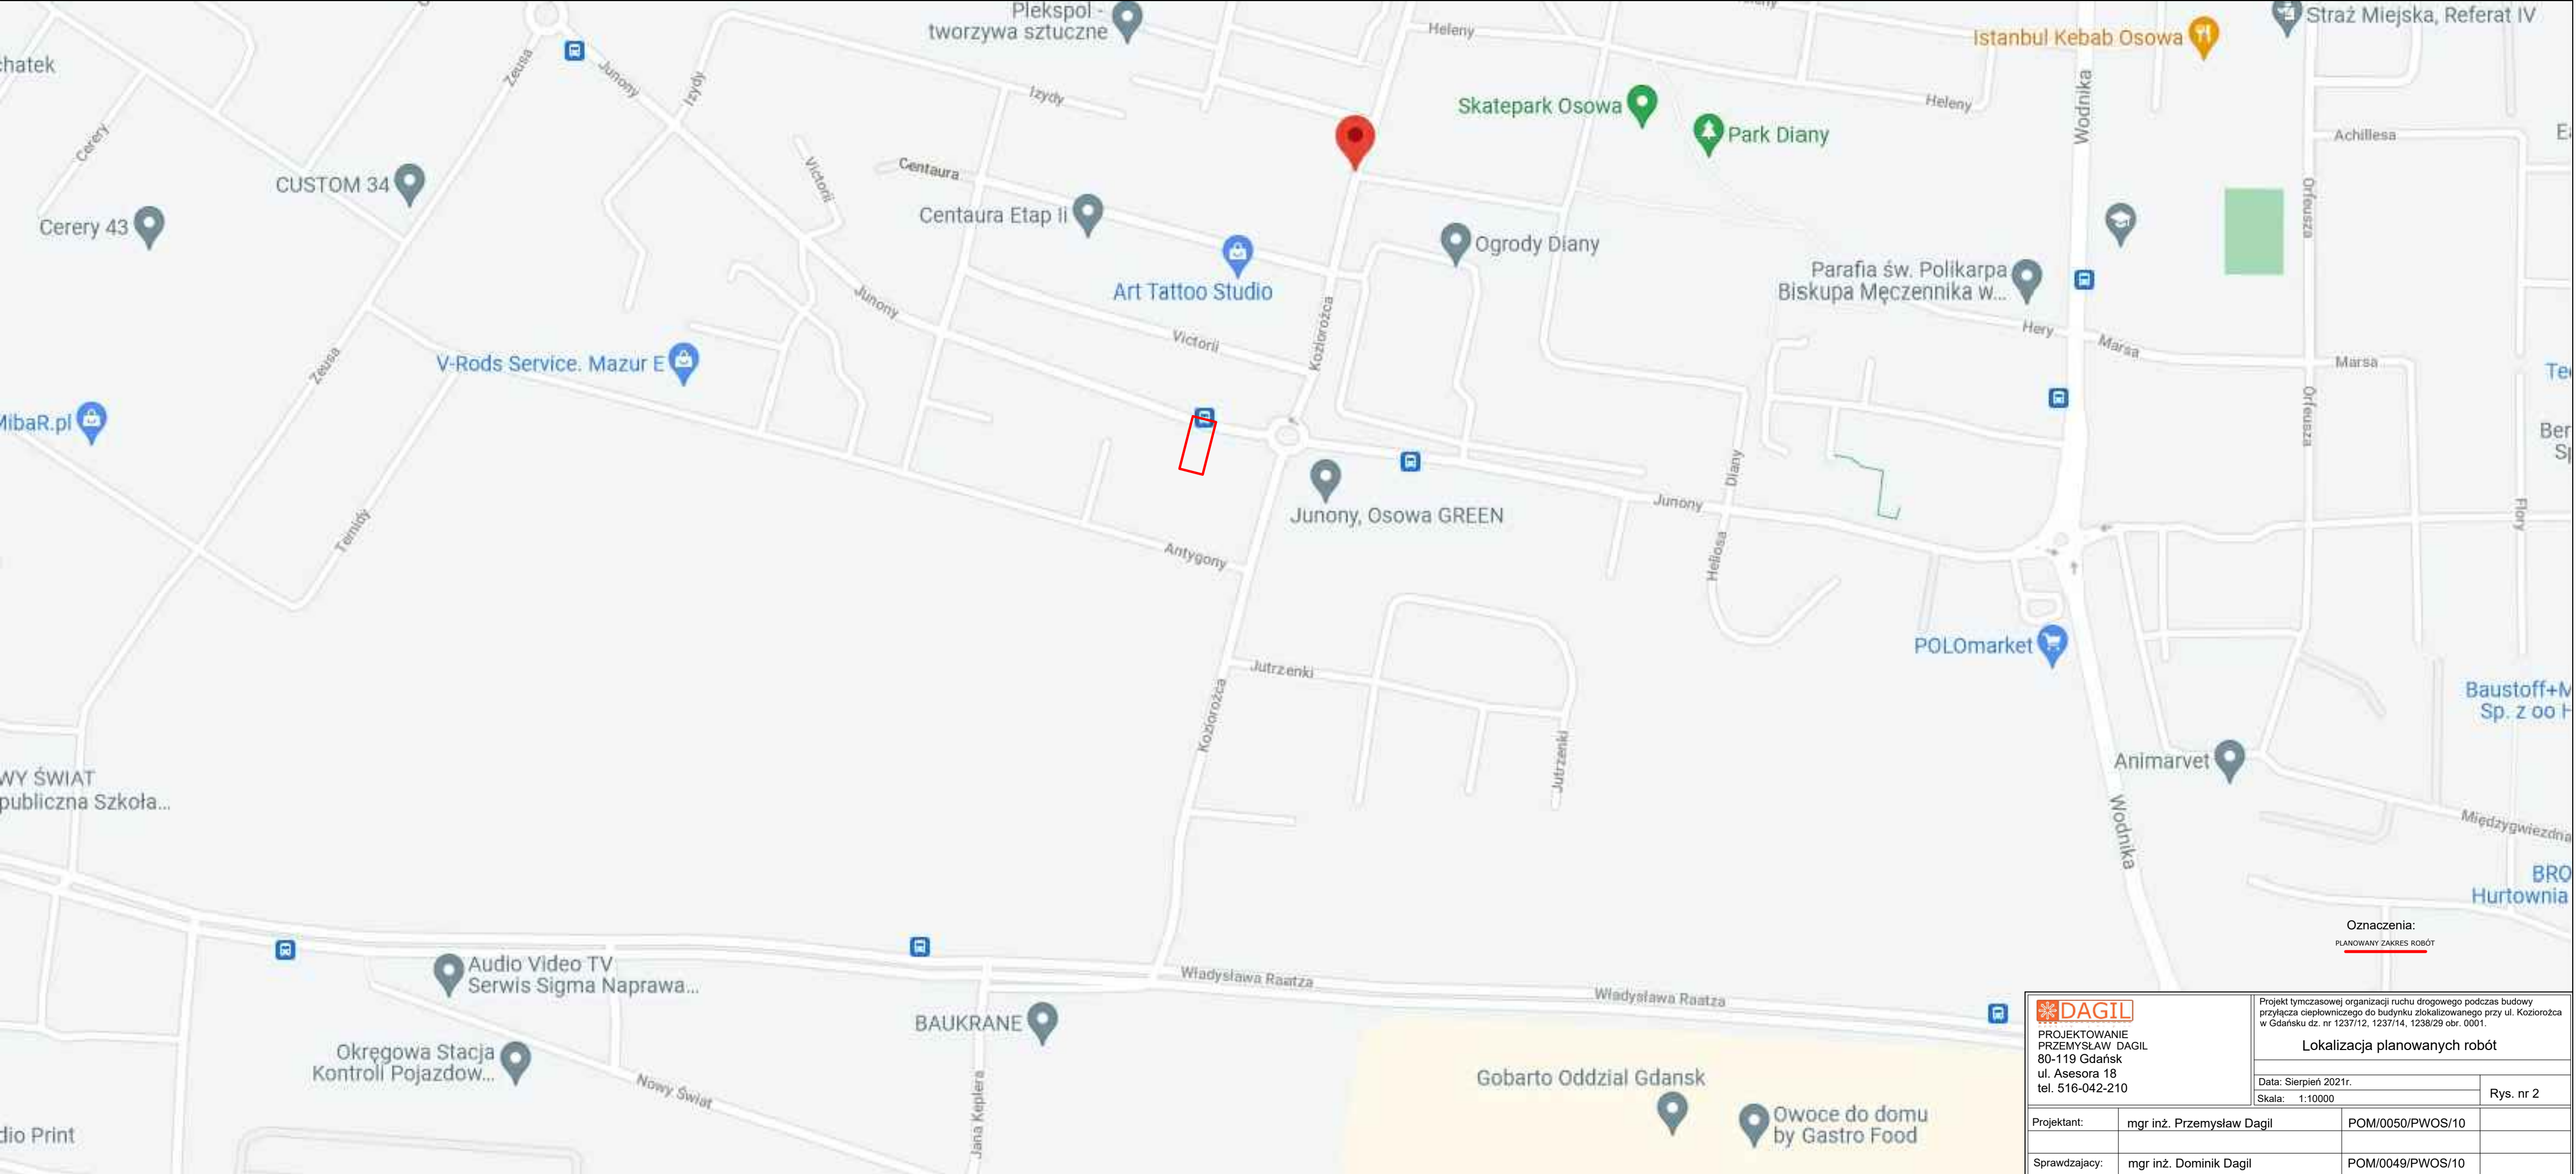 Plekspol -
tworzywa sztuczne
Heleny
Istanbul Kebab Osowa
Straż Miejska, Referat IV
chatek
Zeusa
Junony
Izydy
Izydy
Skatepark Osowa
Park Diany
Heleny
Wodnika
Achillesa
Cerery
CUSTOM 34
Victorii
Centaura
Cerery 43
Centaura Etap Ii
Ogrody Diany
Orfeusza
Art Tattoo Studio
Parafia św. Polikarpa
Biskupa Męczennika w...
Junony
Koziorożca
Victorii
Hery
Marsa
Marsa
Zeusa
V-Rods Service. Mazur E
MibaR.pl
Orfeusza
Ber
Junony, Osowa GREEN
Diany
Junony
Flory
Temidy
Antygony
Heliosa
Jutrzenki
POLOmarket
Koziorożca
Jutrzenki
Baustoff+M
Sp. z oo H
WY ŚWIAT
publiczna Szkoła...
Animarvet
Wodnika
Międzygwiezdna
BRO
Hurtownia
Audio Video TV
Serwis Sigma Naprawa...
Władysława Raatza
Władysława Raatza
BAUKRANE
Okręgowa Stacja
Kontroli Pojazdow...
Nowy Świat
Jana Keplera
Gobarto Oddzial Gdansk
Owoce do domu
by Gastro Food
dio Print
Oznaczenia:
PLANOWANY ZAKRES ROBÓT
DAGIL
PROJEKTOWANIE
PRZEMYSŁAW DAGIL
80-119 Gdańsk
ul. Asesora 18
tel. 516-042-210
Projekt tymczasowej organizacji ruchu drogowego podczas budowy
przyłącza ciepłowniczego do budynku zlokalizowanego przy ul. Koziorożca
w Gdańsku dz. nr 1237/12, 1237/14, 1238/29 obr. 0001.
Lokalizacja planowanych robót
Data: Sierpień 2021r.
Skala: 1:10000
Rys. nr 2
Projektant: mgr inż. Przemysław Dagil POM/0050/PWOS/10
Sprawdzajacy: mgr inż. Dominik Dagil POM/0049/PWOS/10